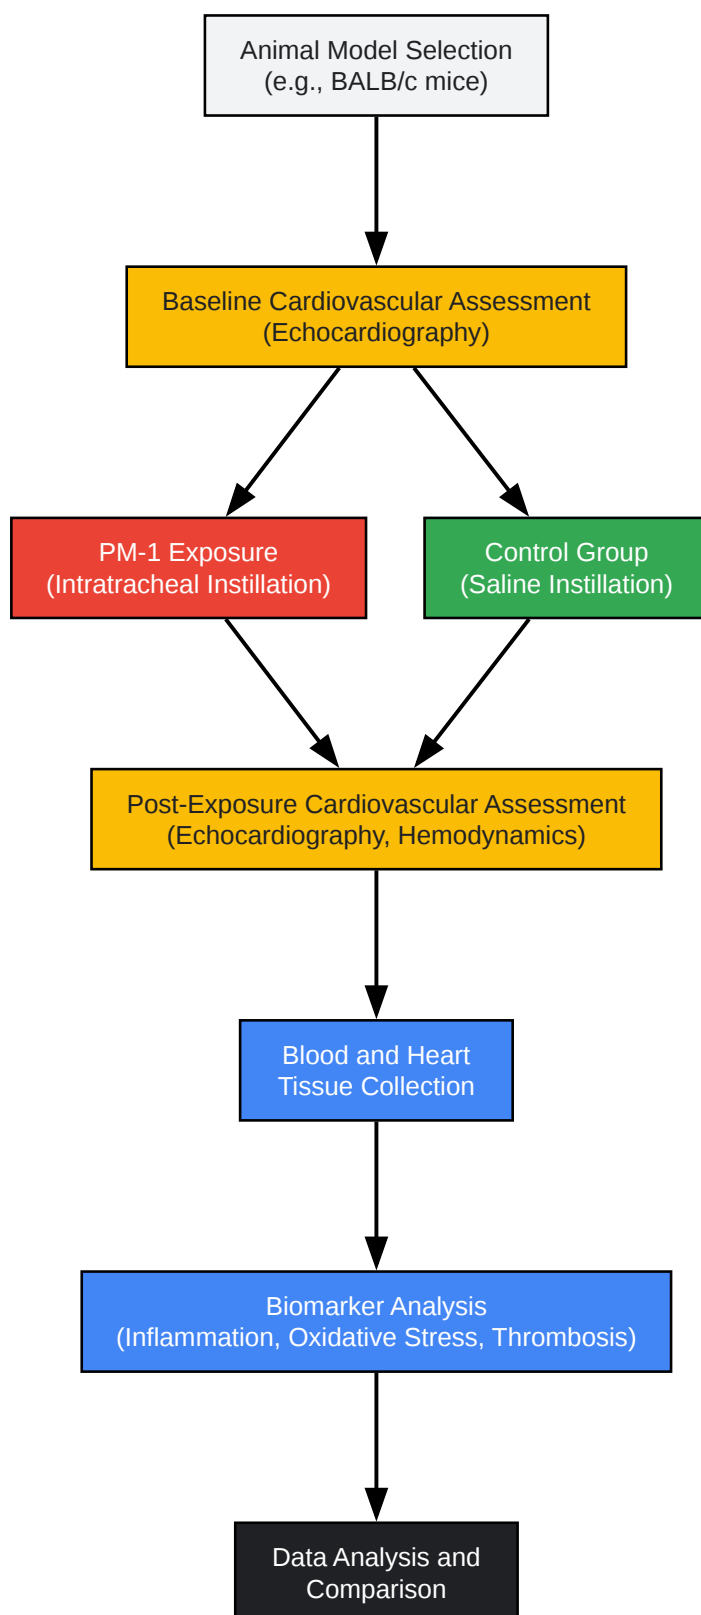 Animal Model Selection
(e.g., BALB/c mice)
Baseline Cardiovascular Assessment
(Echocardiography)
PM-1 Exposure
(Intratracheal Instillation)
Control Group
(Saline Instillation)
Post-Exposure Cardiovascular Assessment
(Echocardiography, Hemodynamics)
Blood and Heart
Tissue Collection
Biomarker Analysis
(Inflammation, Oxidative Stress, Thrombosis)
Data Analysis and
Comparison